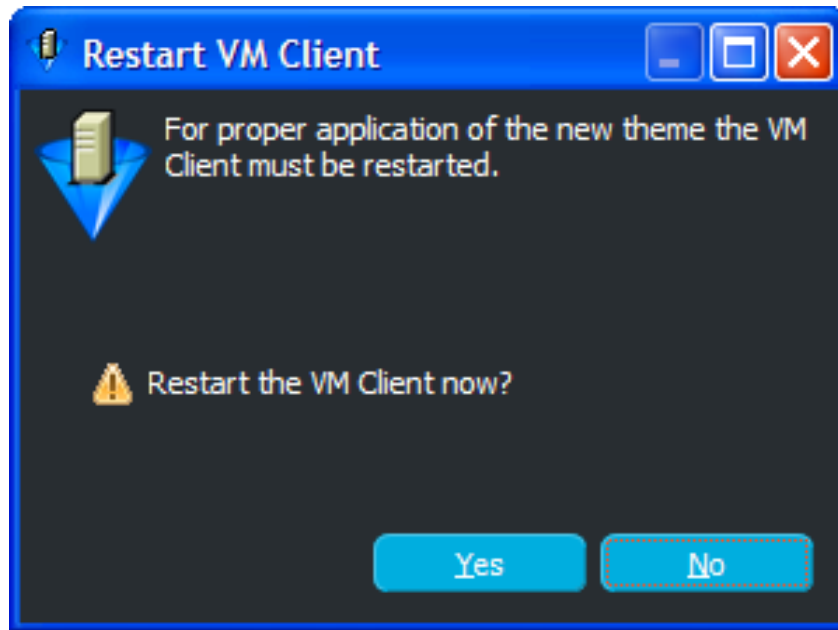 Restart VM Client
For proper application of the new theme the VM
Client must be restarted.
Restart the VM Client now?
Yes
No